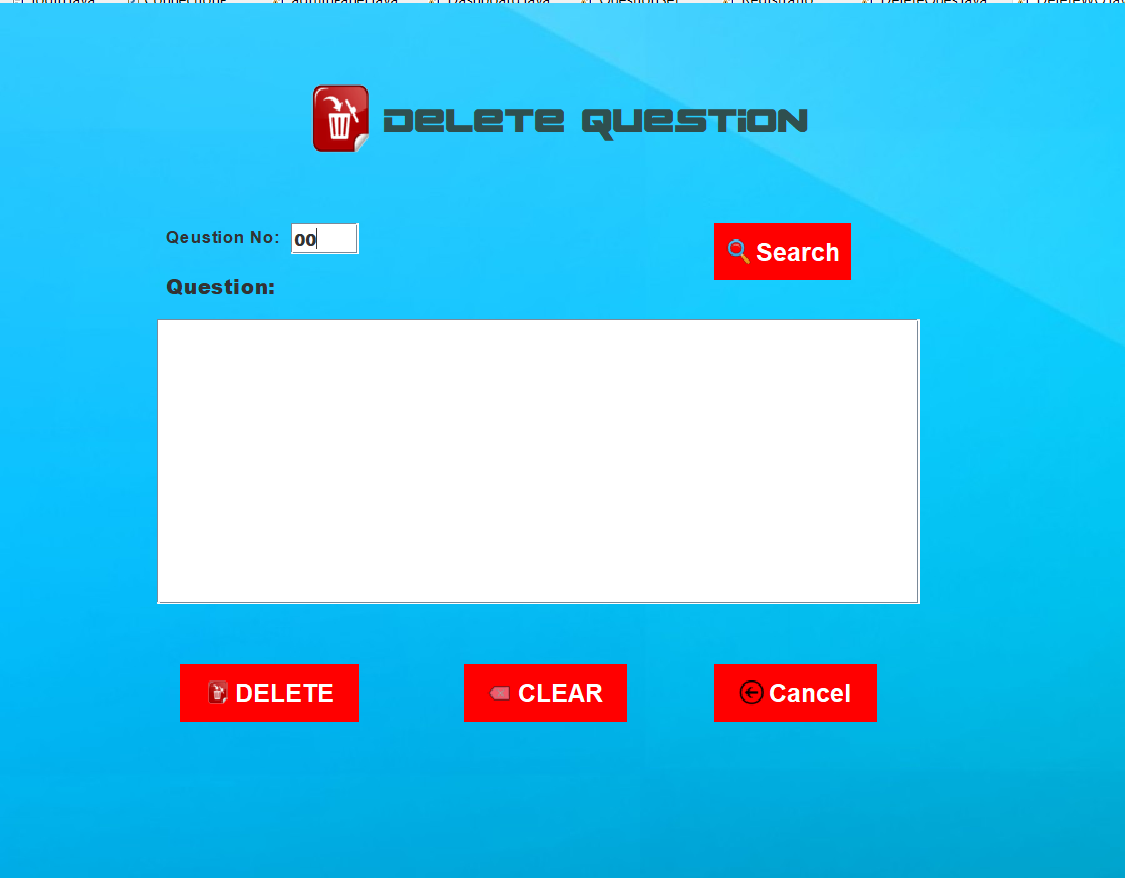 DELETE QUESTION
Qeustion No: 00
Search
Question:
DELETE CLEAR Cancel